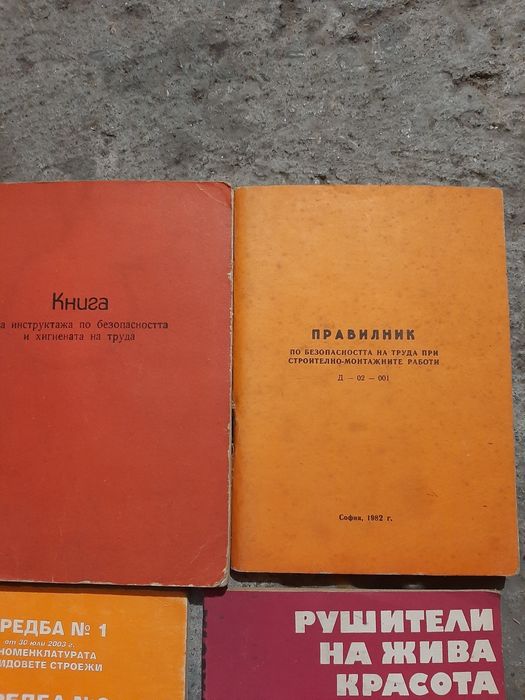 Книга
а инструктажа по безопасността
и хигиената на труда
ПРАВИЛНИК
ПО БЕЗОПАСНОСТТА НА ТРУДА ПРИ
СТРОИТЕЛНО-МОНТАЖНИТЕ РАБОТИ
Д — 02 — 001
София, 1982 г.
РЕДБА № 1
от 30 юли 2003 г.
НОМЕНКЛАТУРАТА
ИДОВЕТЕ СТРОЕЖИ
РУШИТЕЛИ
НА ЖИВА
КРАСОТА